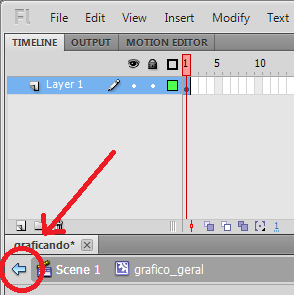 Fl File Edit View Insert Modify Text
TIMELINE OUTPUT MOTION EDITOR
1 5 10
Layer 1
1
graficando*
Scene 1 grafico_geral